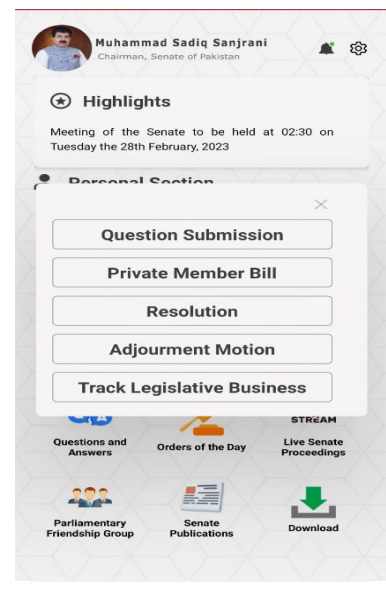 Muhammad Sadiq Sanjrani
Chairman, Senate of Pakistan
Highlights
Meeting of the Senate to be held at 02:30 on
Tuesday the 28th February, 2023
Personal Section
Question Submission
Private Member Bill
Resolution
Adjourment Motion
Track Legislative Business
STREAM
Questions and
Answers
Orders of the Day
Live Senate
Proceedings
Parliamentary
Friendship Group
Senate
Publications
Download